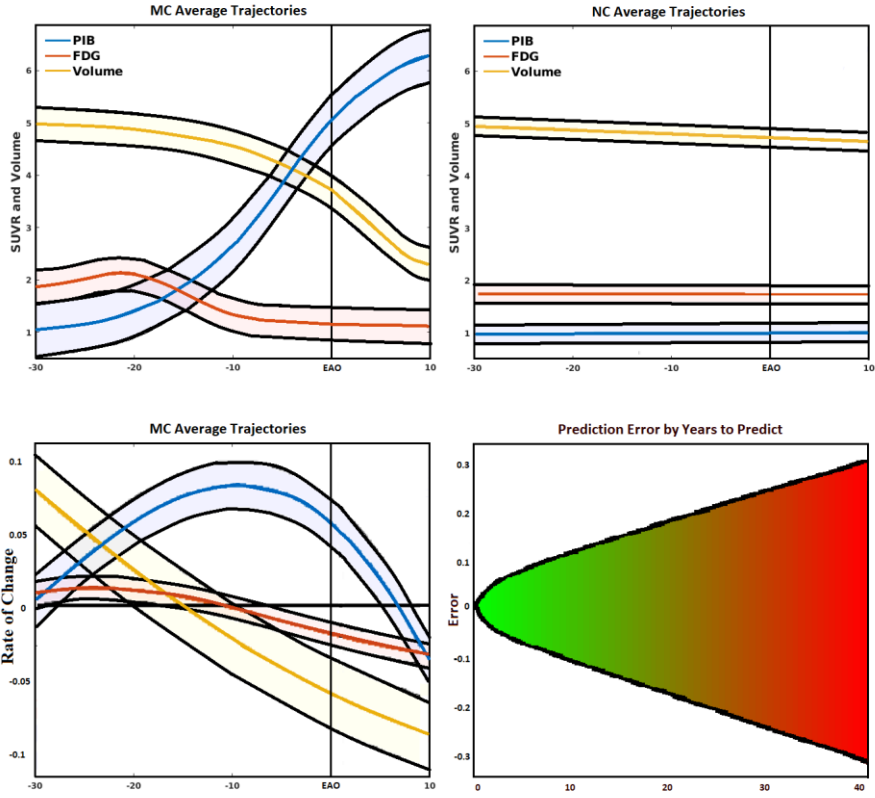 MC Average Trajectories
SUVR and Volume
PIB
FDG
Volume
6
5
4
3
2
1
-30
-20
-10
EAO
10
NC Average Trajectories
SUVR and Volume
PIB
FDG
Volume
6
5
4
3
2
1
-30
-20
-10
EAO
10
MC Average Trajectories
Rate of Change
0.1
0.05
0
-0.05
-0.1
-30
-20
-10
EAO
10
Prediction Error by Years to Predict
Error
0.3
0.2
0.1
0
-0.1
-0.2
-0.3
0
10
20
30
40